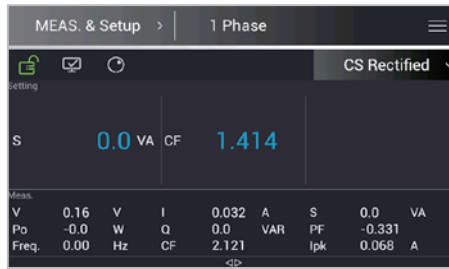 MEAS. & Setup > 1 Phase
CS Rectified
Setting
S 0.0 VA CF 1.414
Meas.
V 0.16 V I 0.032 A S 0.0 VA
Po -0.0 W Q 0.0 VAR PF -0.331
Freq. 0.00 Hz CF 2.121 Ipk 0.068 A